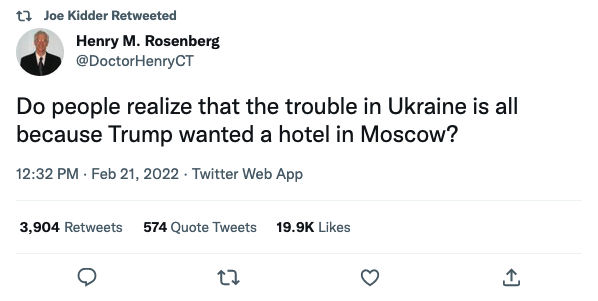 Joe Kidder Retweeted
Henry M. Rosenberg
@DoctorHenryCT
Do people realize that the trouble in Ukraine is all
because Trump wanted a hotel in Moscow?
12:32 PM · Feb 21, 2022 · Twitter Web App
3,904 Retweets 574 Quote Tweets 19.9K Likes